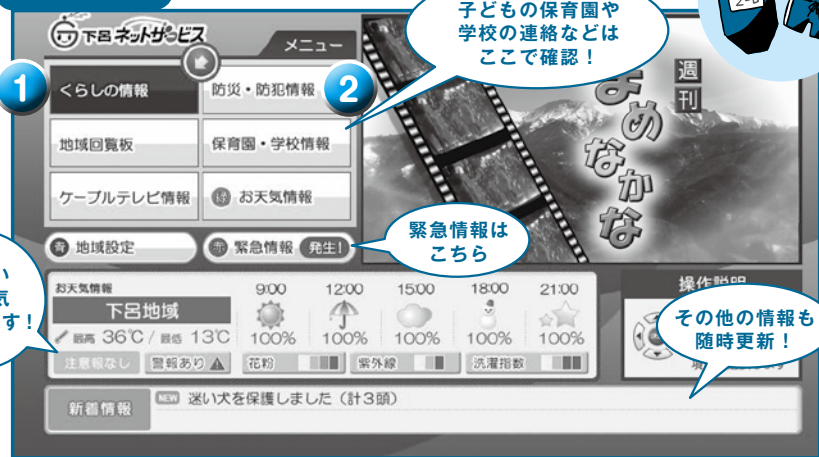 子どもの保育園や
学校の連絡などは
ここで確認！
下呂ネットサービス
メニュー
1
くらしの情報
防災・防犯情報
2
地域回覧板
保育園・学校情報
ケーブルテレビ情報
緑 お天気情報
青 地域設定
赤 緊急情報 発生！
緊急情報は
こちら
週刊
まめなかな
お天気情報
下呂地域
最高 36℃/最低 13℃
9:00 12:00 15:00 18:00 21:00
100% 100% 100% 100% 100%
注意報なし
警報あり
花粉
紫外線
洗濯指数
操作説明
その他の情報も
随時更新！
新着情報
NEW 迷い犬を保護しました（計3頭）